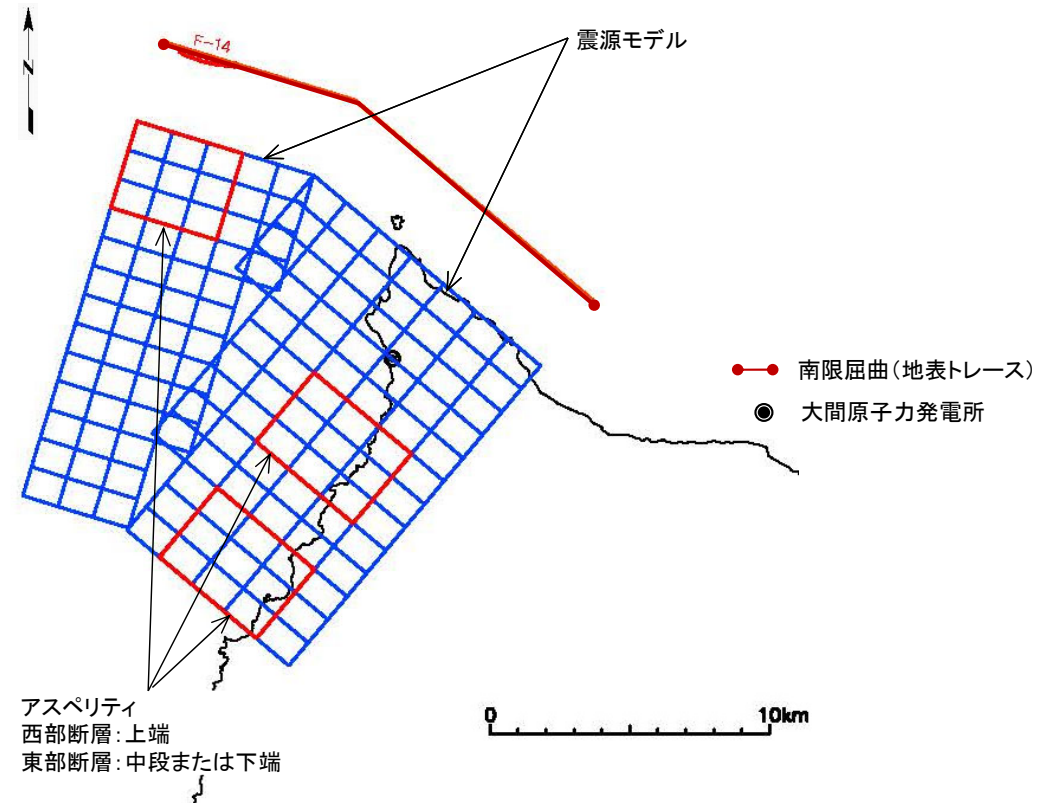 N
F-14
震源モデル
南限屈曲(地表トレース)
大間原子力発電所
アスペリティ
西部断層:上端
東部断層:中段または下端
0 10km